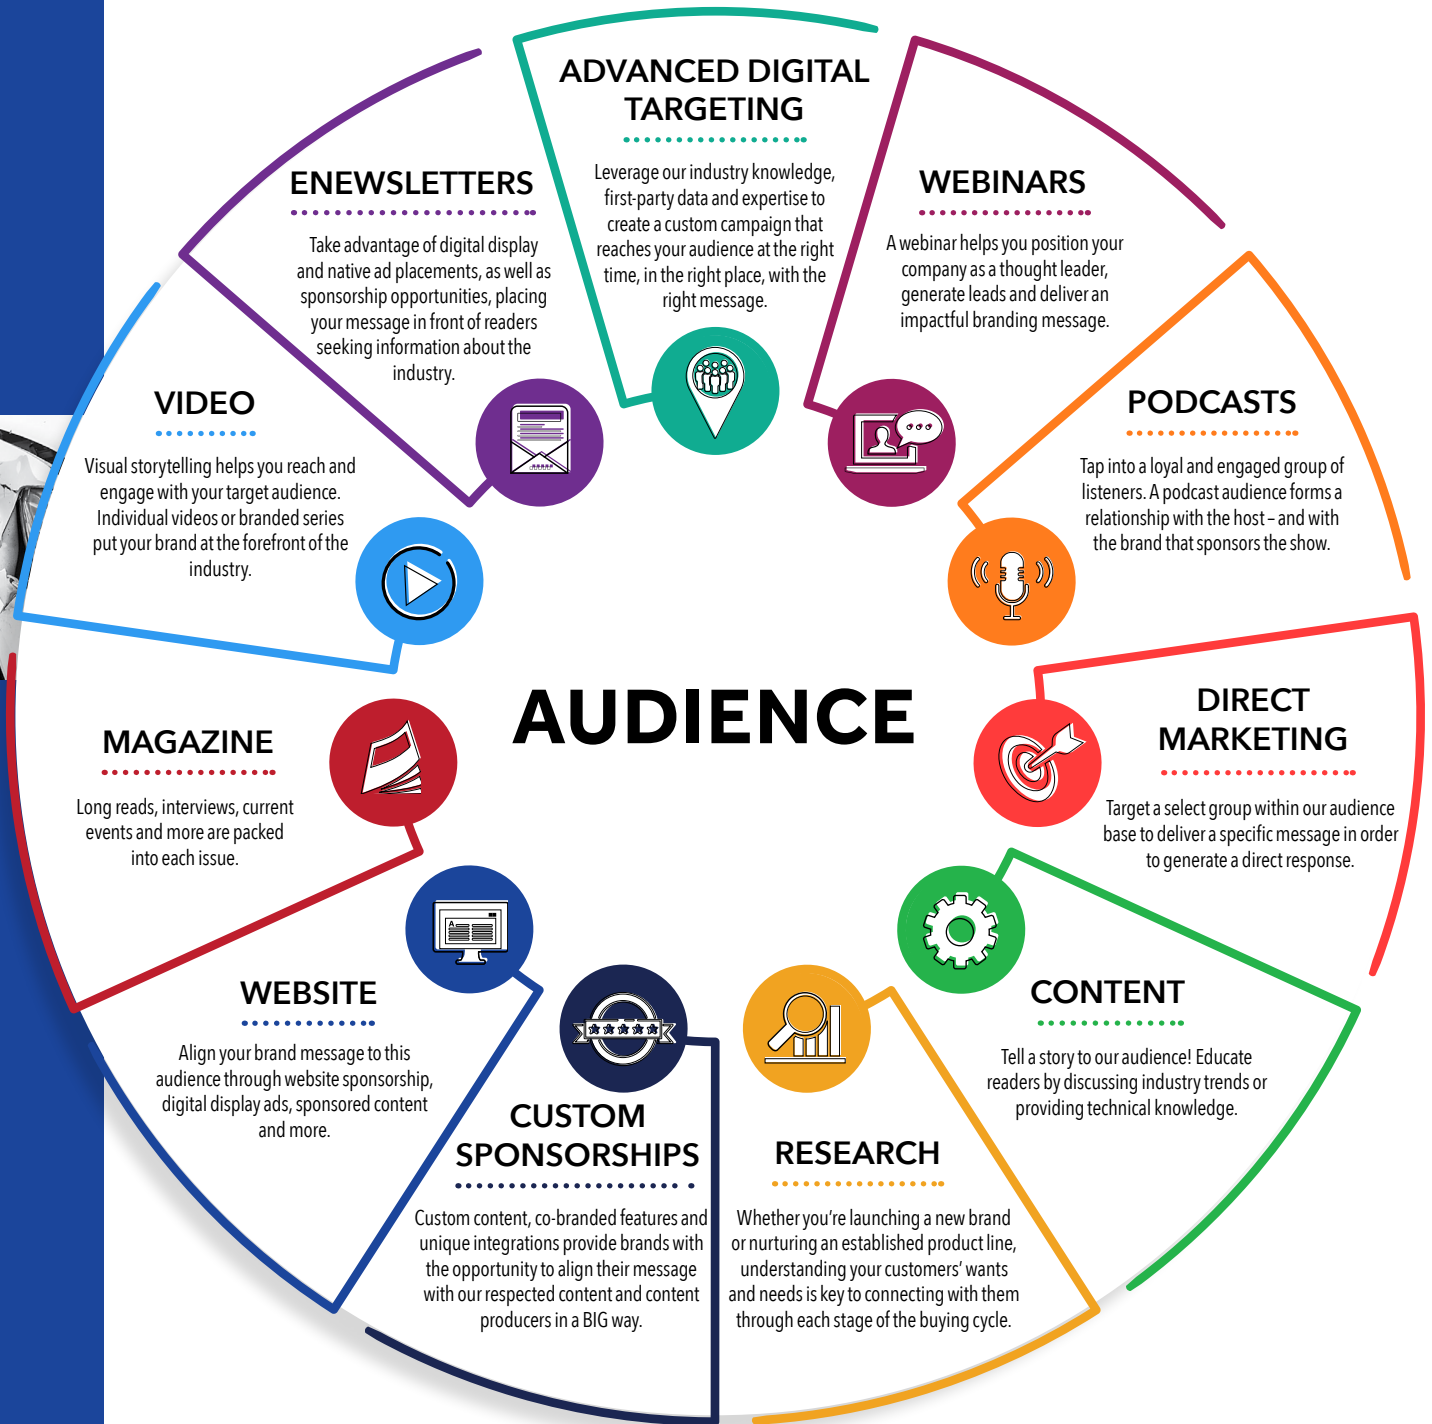 ADVANCED DIGITAL
TARGETING
Leverage our industry knowledge,
first-party data and expertise to
create a custom campaign that
reaches your audience at the right
time, in the right place, with the
right message.
WEBINARS
A webinar helps you position your
company as a thought leader,
generate leads and deliver an
impactful branding message.
PODCASTS
Tap into a loyal and engaged group of
listeners. A podcast audience forms a
relationship with the host – and with
the brand that sponsors the show.
DIRECT
MARKETING
Target a select group within our audience
base to deliver a specific message in order
to generate a direct response.
CONTENT
Tell a story to our audience! Educate
readers by discussing industry trends or
providing technical knowledge.
RESEARCH
Whether you’re launching a new brand
or nurturing an established product line,
understanding your customers’ wants
and needs is key to connecting with them
through each stage of the buying cycle.
CUSTOM
SPONSORSHIPS
Custom content, co-branded features and
unique integrations provide brands with
the opportunity to align their message
with our respected content and content
producers in a BIG way.
WEBSITE
Align your brand message to this
audience through website sponsorship,
digital display ads, sponsored content
and more.
MAGAZINE
Long reads, interviews, current
events and more are packed
into each issue.
VIDEO
Visual storytelling helps you reach and
engage with your target audience.
Individual videos or branded series
put your brand at the forefront of the
industry.
ENEWSLETTERS
Take advantage of digital display
and native ad placements, as well as
sponsorship opportunities, placing
your message in front of readers
seeking information about the
industry.
AUDIENCE
A